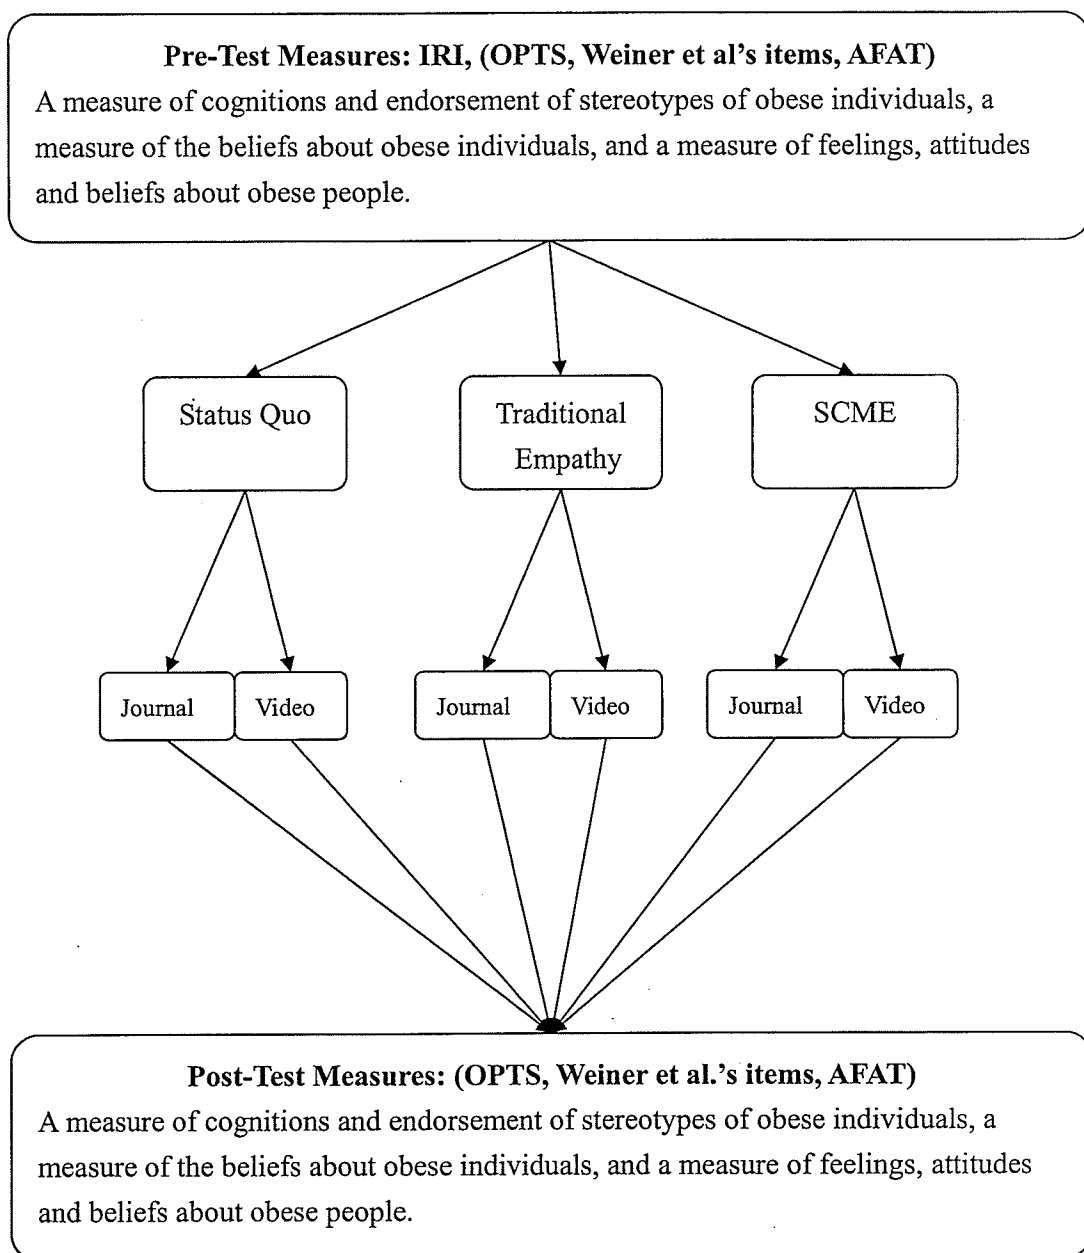 Pre-Test Measures: IRI, (OPTS, Weiner et al’s items, AFAT)
A measure of cognitions and endorsement of stereotypes of obese individuals, a
measure of the beliefs about obese individuals, and a measure of feelings, attitudes
and beliefs about obese people.
Status Quo
Traditional
Empathy
SCME
Journal
Video
Journal
Video
Journal
Video
Post-Test Measures: (OPTS, Weiner et al.’s items, AFAT)
A measure of cognitions and endorsement of stereotypes of obese individuals, a
measure of the beliefs about obese individuals, and a measure of feelings, attitudes
and beliefs about obese people.